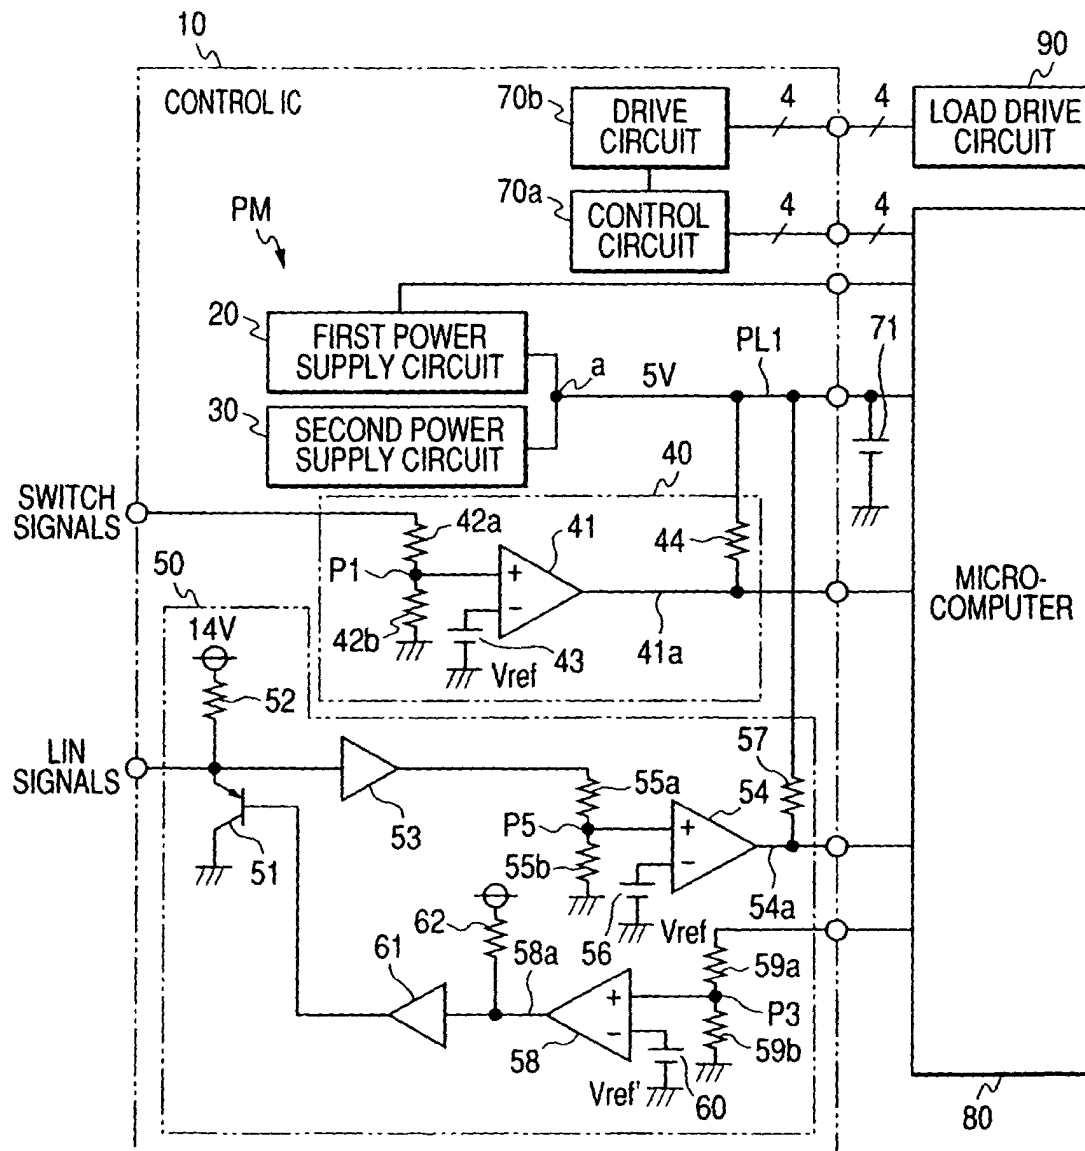 10
90
CONTROL IC
70b
DRIVE
CIRCUIT
4
4
LOAD DRIVE
CIRCUIT
70a
CONTROL
CIRCUIT
4
4
PM
20
FIRST POWER
SUPPLY CIRCUIT
a
5V
PL1
71
30
SECOND POWER
SUPPLY CIRCUIT
40
SWITCH
SIGNALS
42a
41
44
P1
50
42b
43
Vref
41a
MICRO-
COMPUTER
14V
52
LIN
SIGNALS
57
53
55a
54
P5
51
55b
54a
56
Vref
62
61
58a
59a
P3
58
59b
Vref'
60
80